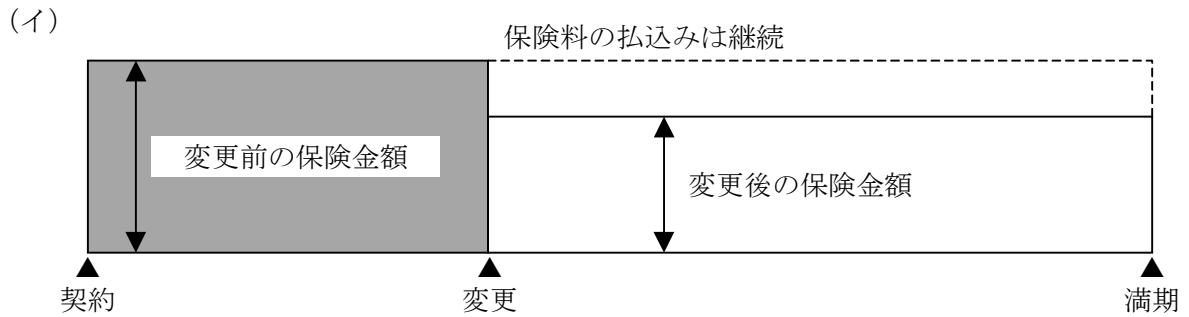 （イ）
保険料の払込みは継続
変更前の保険金額
変更後の保険金額
契約
変更
満期